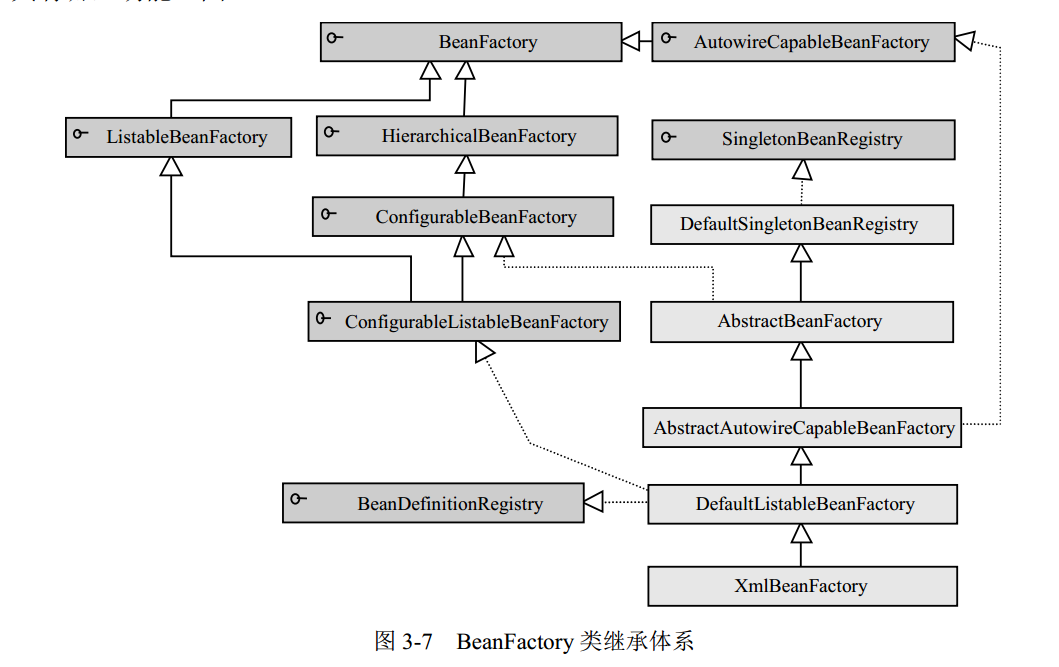 BeanFactory
AutowireCapableBeanFactory
ListableBeanFactory
HierarchicalBeanFactory
SingletonBeanRegistry
ConfigurableBeanFactory
DefaultSingletonBeanRegistry
ConfigurableListableBeanFactory
AbstractBeanFactory
AbstractAutowireCapableBeanFactory
BeanDefinitionRegistry
DefaultListableBeanFactory
XmlBeanFactory
图 3-7 BeanFactory 类继承体系